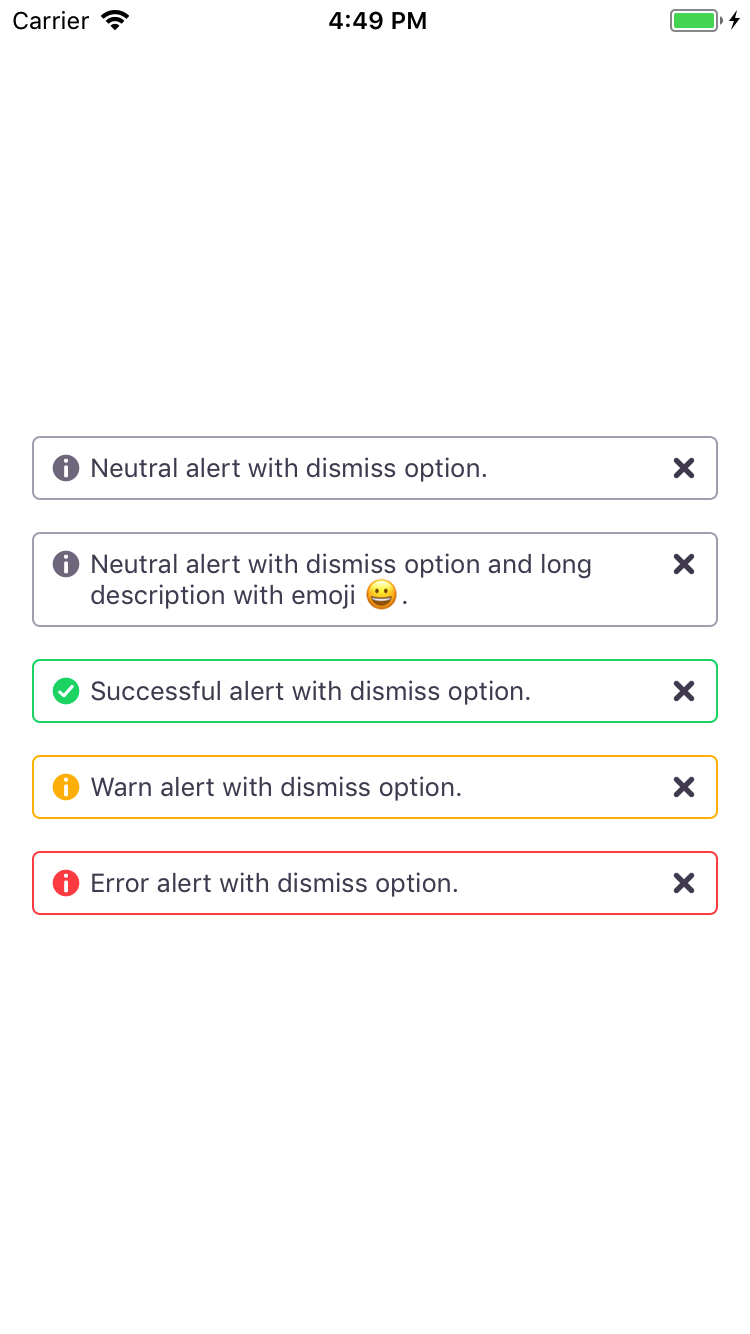 Carrier 4:49 PM
Neutral alert with dismiss option.
Neutral alert with dismiss option and long
description with emoji 😀.
Successful alert with dismiss option.
Warn alert with dismiss option.
Error alert with dismiss option.